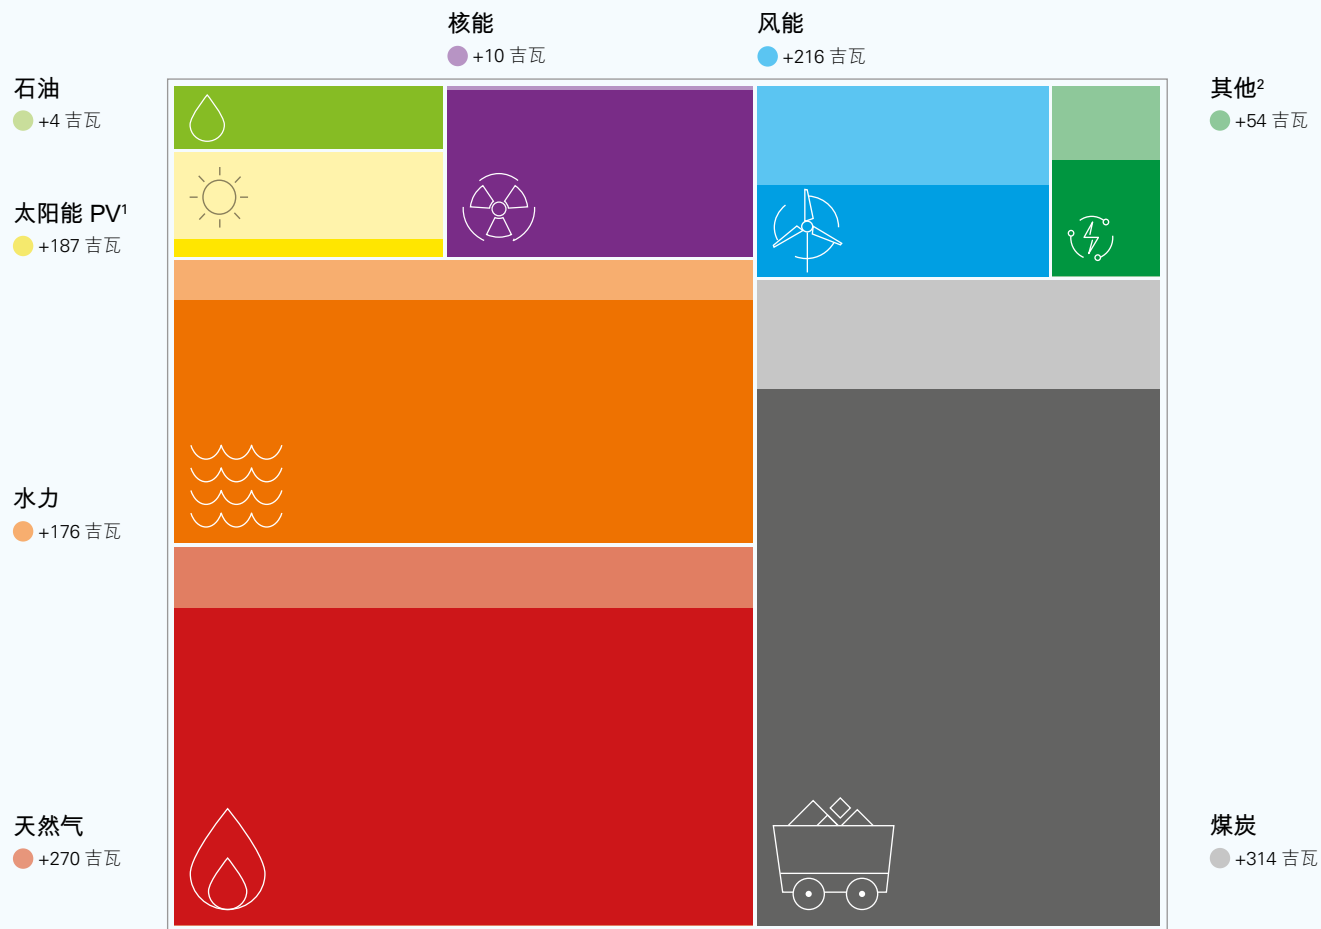 核能
+10 吉瓦
风能
+216 吉瓦
石油
+4 吉瓦
其他²
+54 吉瓦
太阳能 PV¹
+187 吉瓦
水力
+176 吉瓦
天然气
+270 吉瓦
煤炭
+314 吉瓦